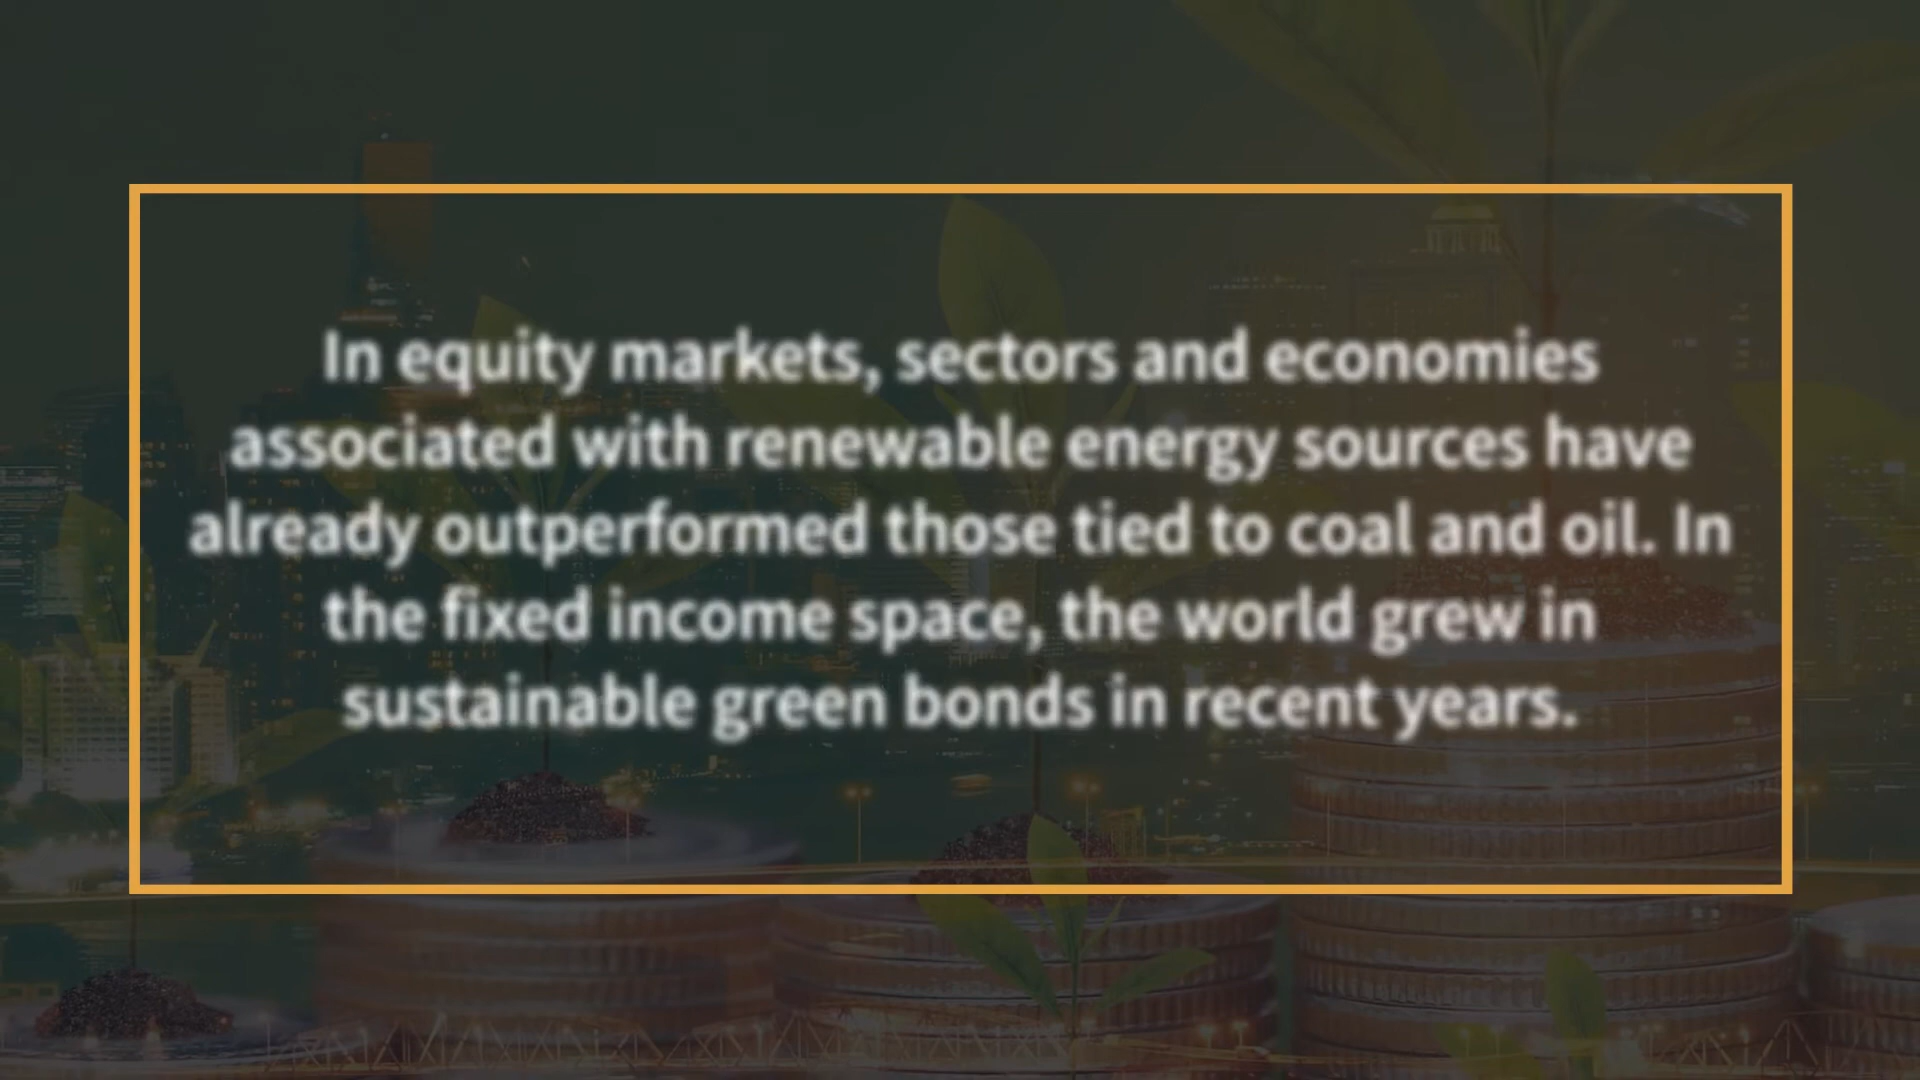 In equity markets, sectors and economies
associated with renewable energy sources have
already outperformed those tied to coal and oil. In
the fixed income space, the world grew in
sustainable green bonds in recent years.